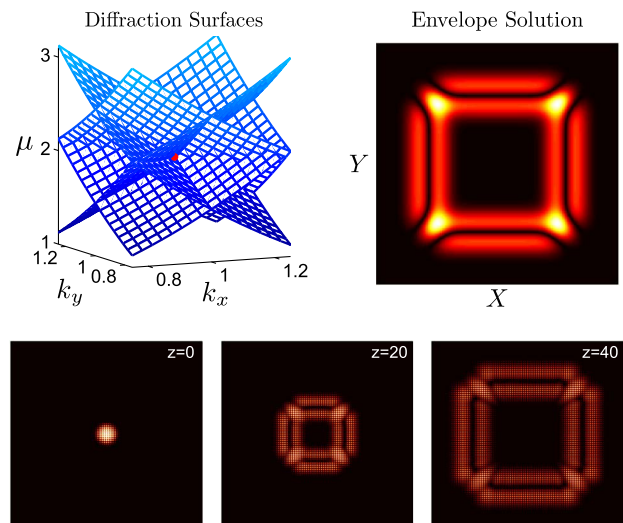 Diffraction Surfaces
Envelope Solution
3
μ
2
1
1.2
1
0.8
k_y
0.8
1
1.2
k_x
Y
X
z=0
z=20
z=40